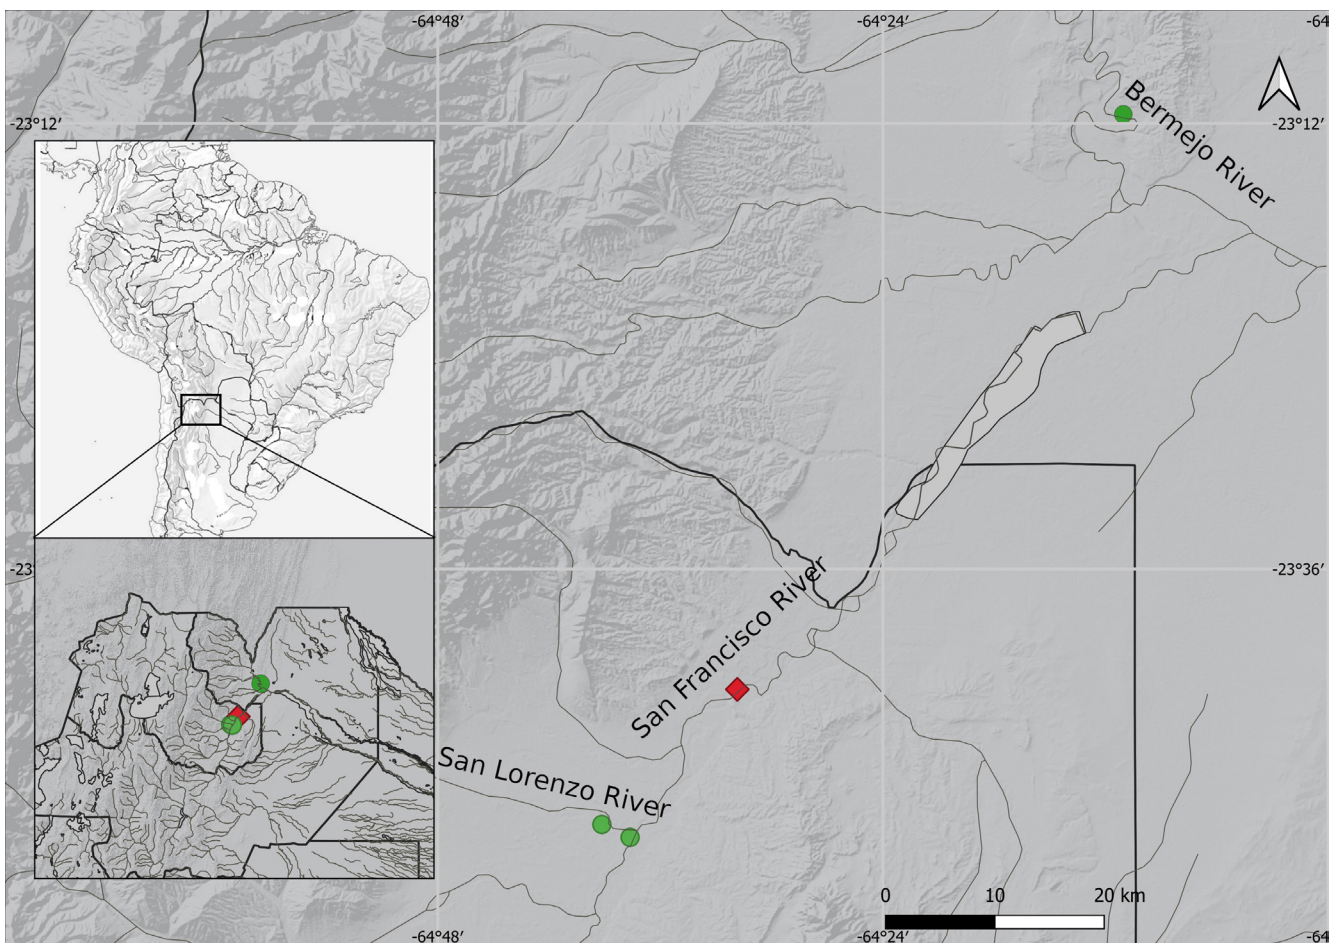 -64°48′
-64°24′
-64
-23°12′
-23°12′
Bermejo River
-23
-23°36′
San Francisco River
San Lorenzo River
0 10 20 km
-64°48′
-64°24′
-64